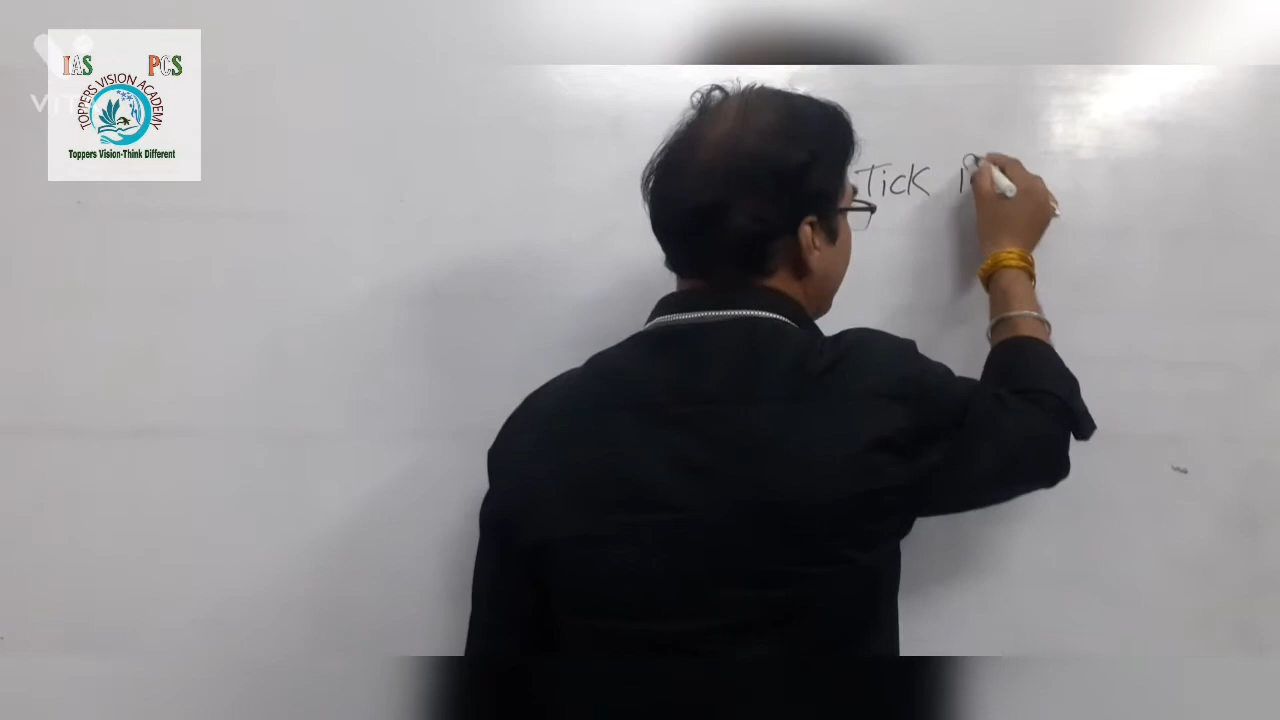 IAS PCS
TOPPERS VISION ACADEMY
Toppers Vision-Think Different
Tick